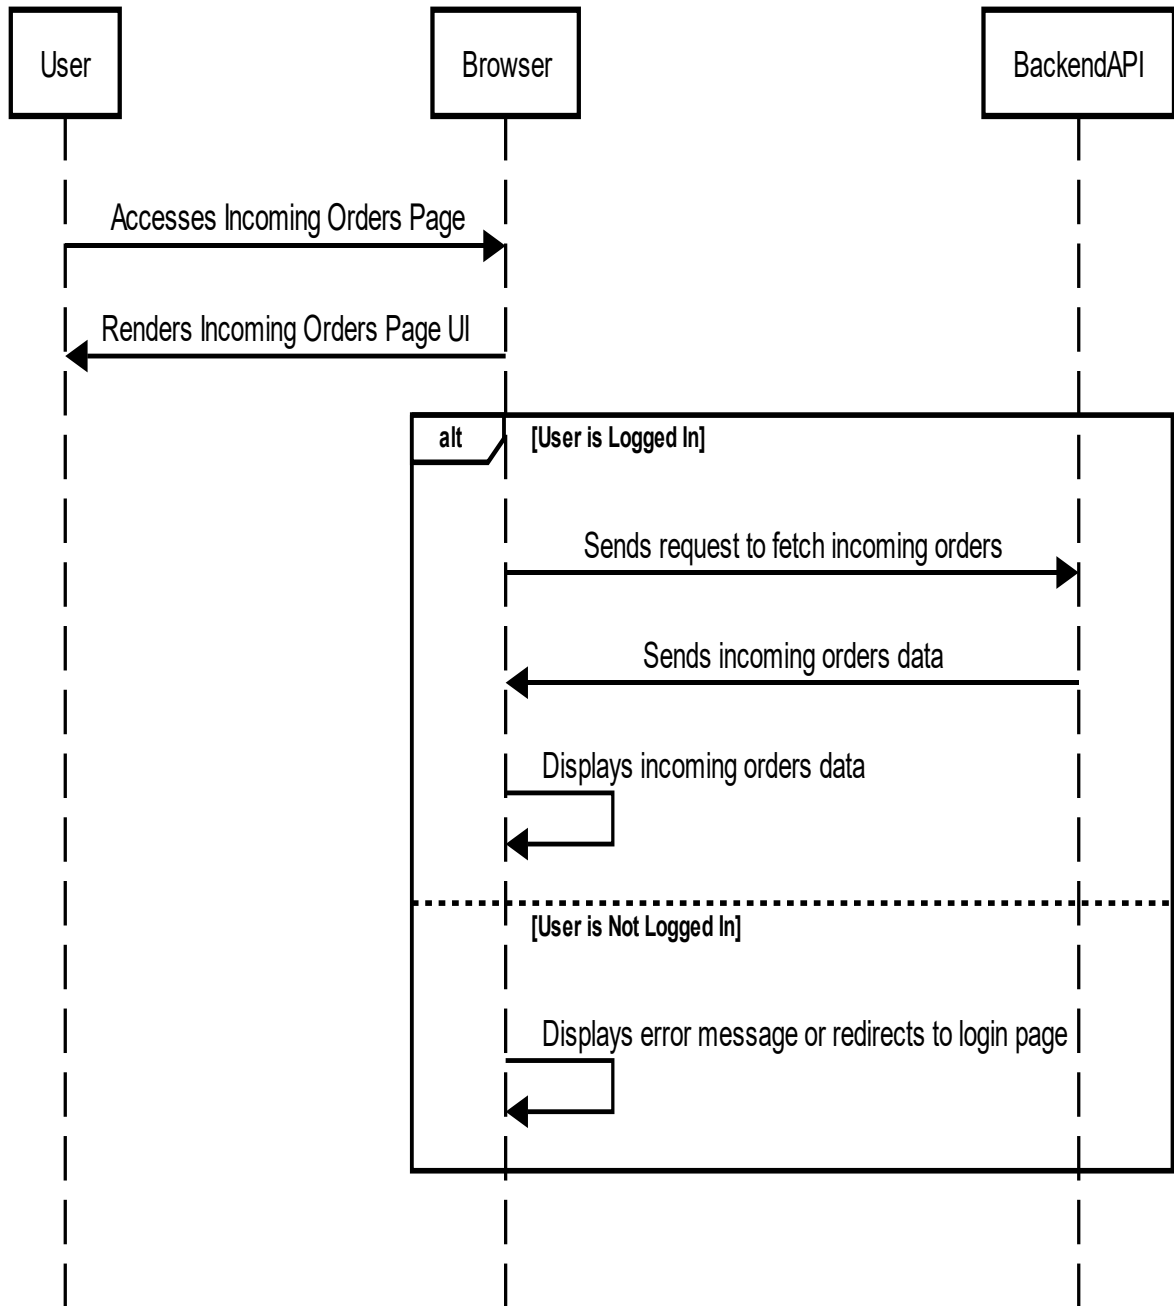 User
Browser
BackendAPI
Accesses Incoming Orders Page
Renders Incoming Orders Page UI
alt
[User is Logged In]
Sends request to fetch incoming orders
Sends incoming orders data
Displays incoming orders data
[User is Not Logged In]
Displays error message or redirects to login page